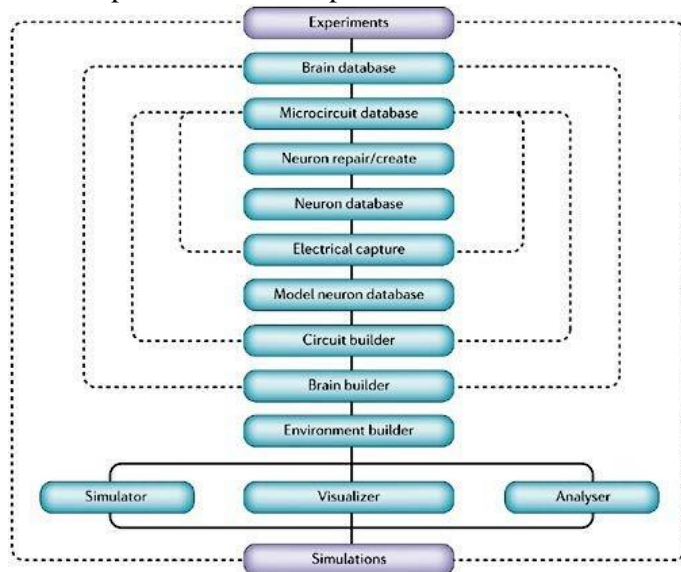 Experiments
Brain database
Microcircuit database
Neuron repair/create
Neuron database
Electrical capture
Model neuron database
Circuit builder
Brain builder
Environment builder
Simulator
Visualizer
Analyser
Simulations